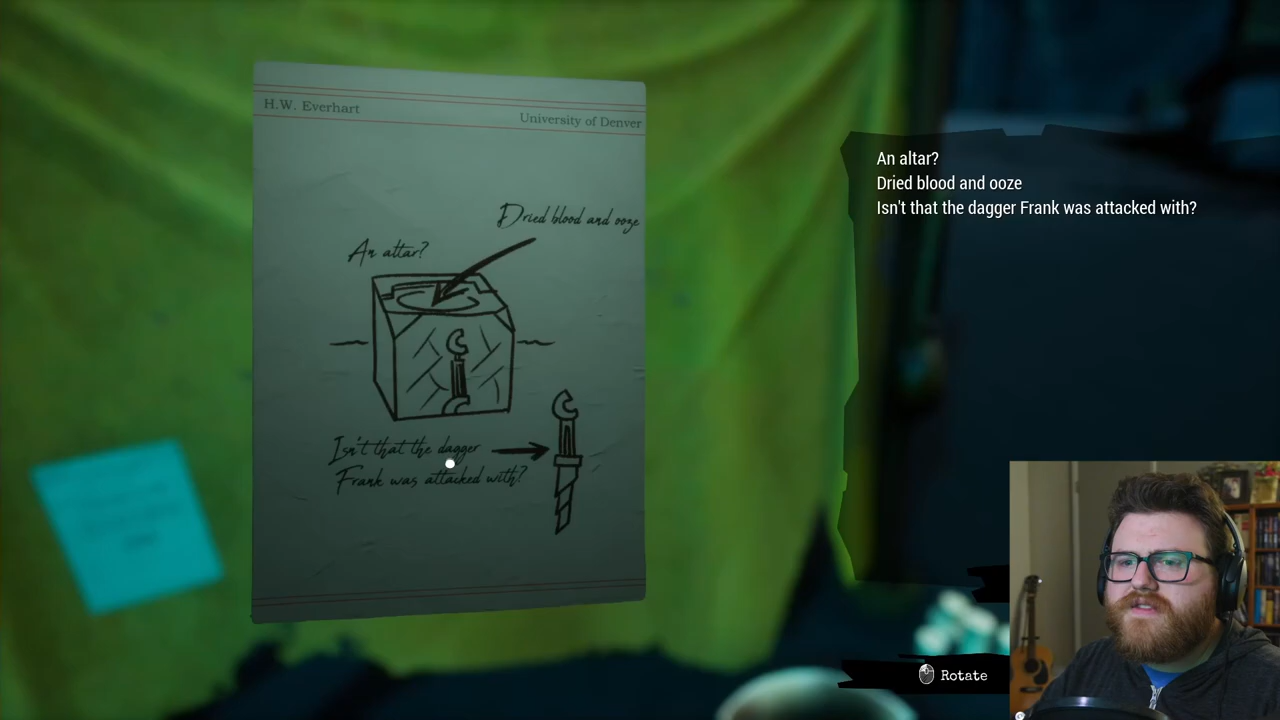 H.W. Everhart
University of Denver
Dried blood and ooze
An altar?
Isn't that the dagger
Frank was attacked with?
An altar?
Dried blood and ooze
Isn't that the dagger Frank was attacked with?
Rotate